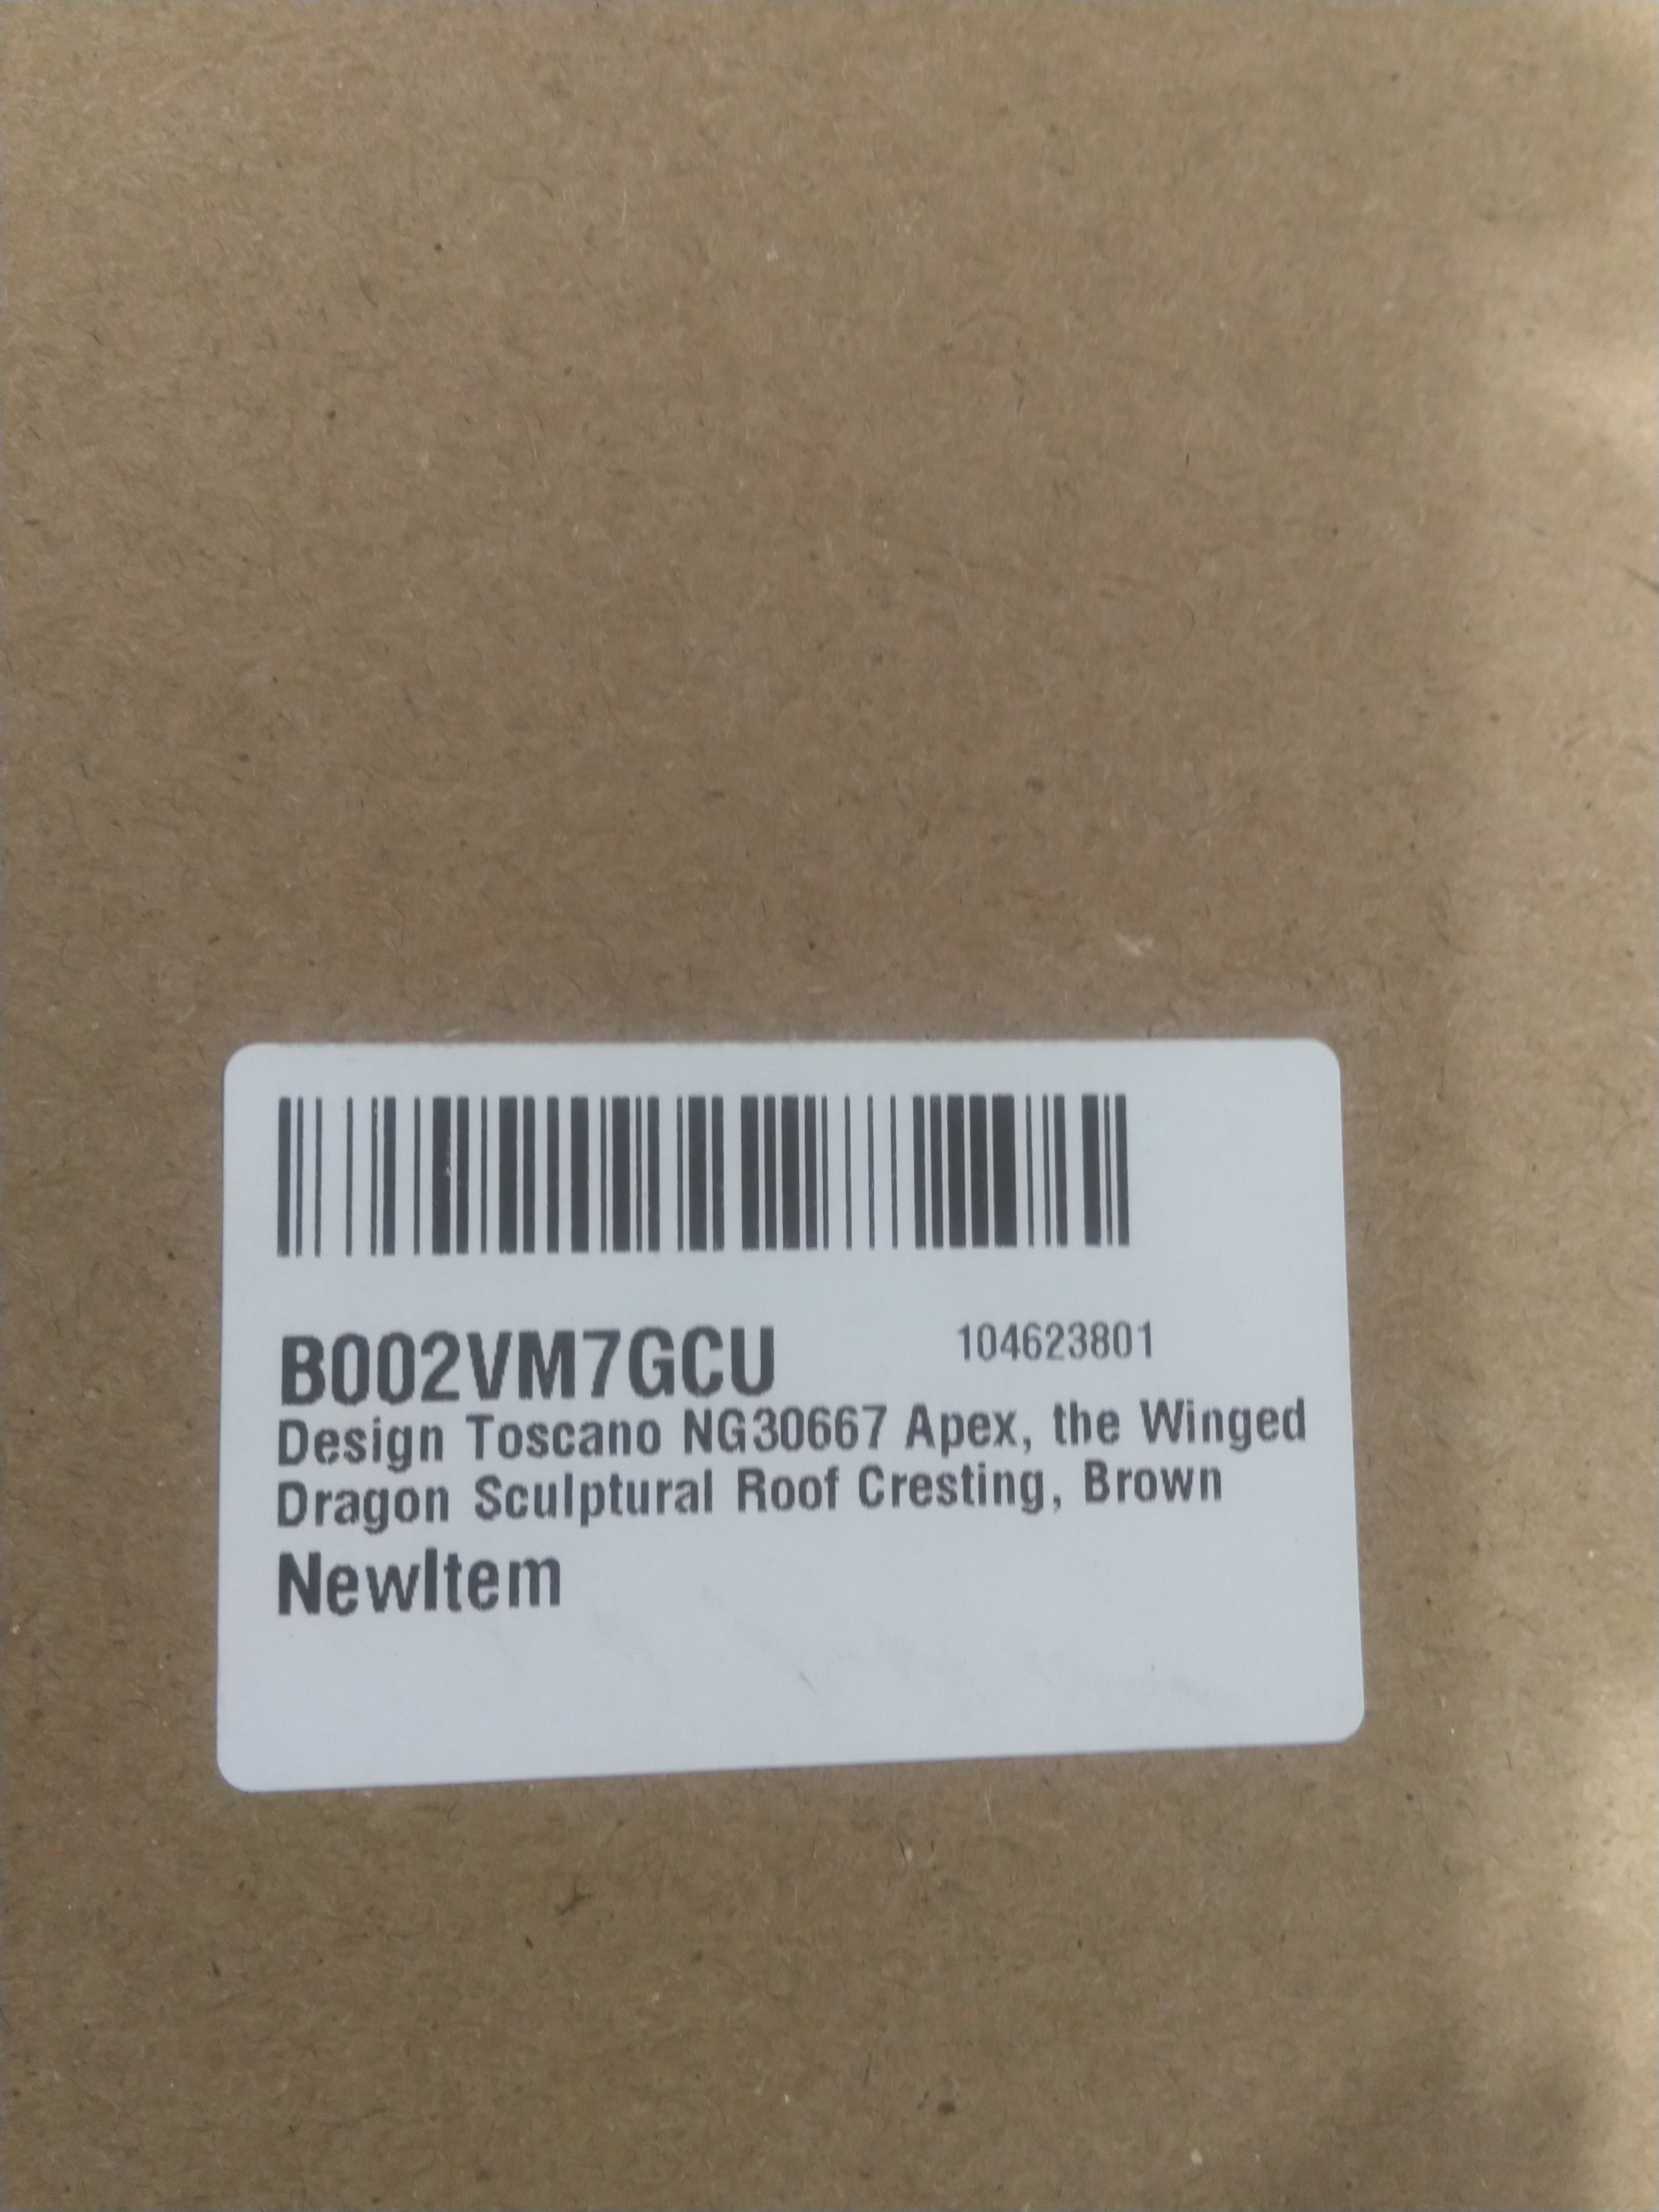 B002VM7GCU 104623801
Design Toscano NG30667 Apex, the Winged
Dragon Sculptural Roof Cresting, Brown
NewItem